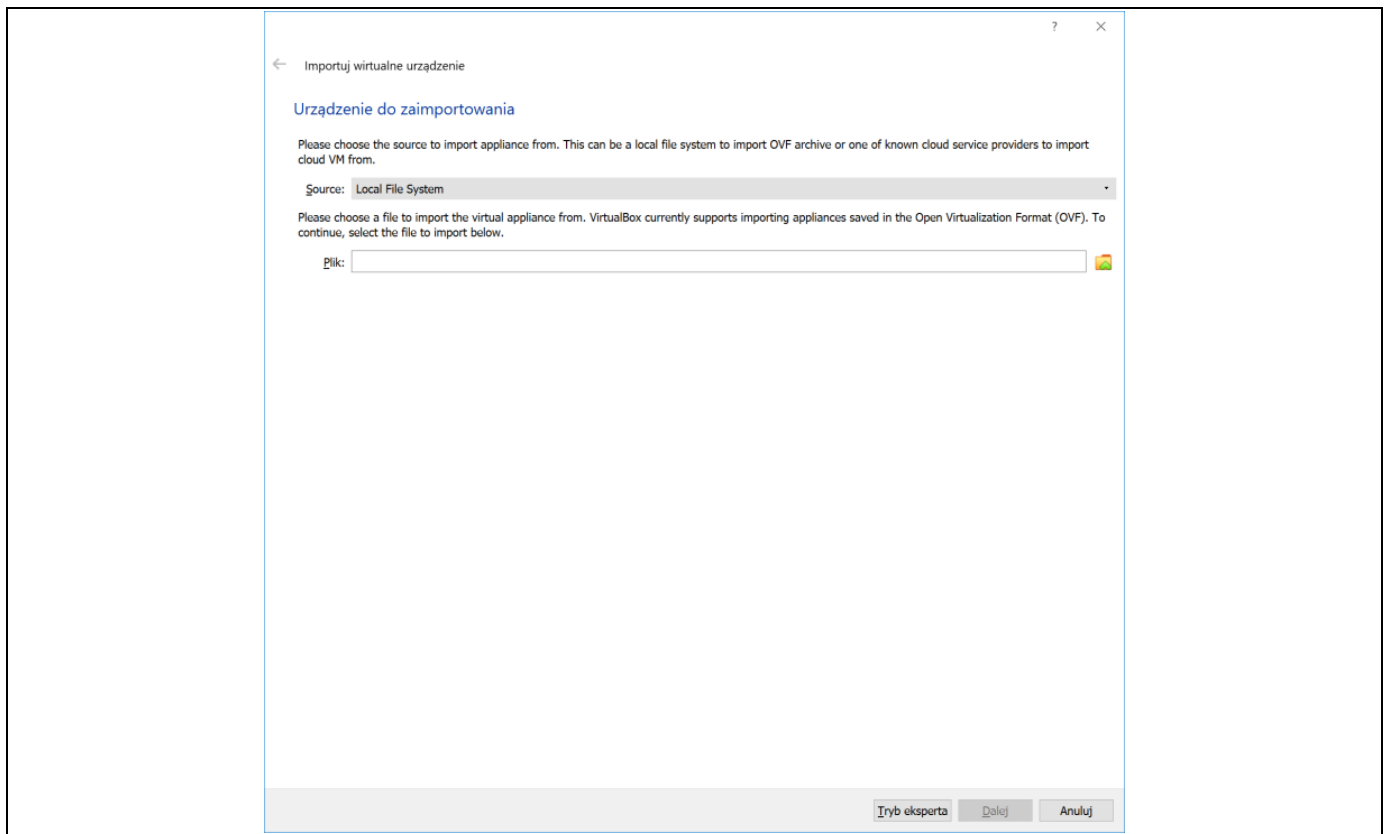 ?
Importuj wirtualne urządzenie
Urządzenie do zaimportowania
Please choose the source to import appliance from. This can be a local file system to import OVF archive or one of known cloud service providers to import
cloud VM from.
Source: Local File System
Please choose a file to import the virtual appliance from. VirtualBox currently supports importing appliances saved in the Open Virtualization Format (OVF). To
continue, select the file to import below.
Plik:
Tryb eksperta Dalej Anuluj